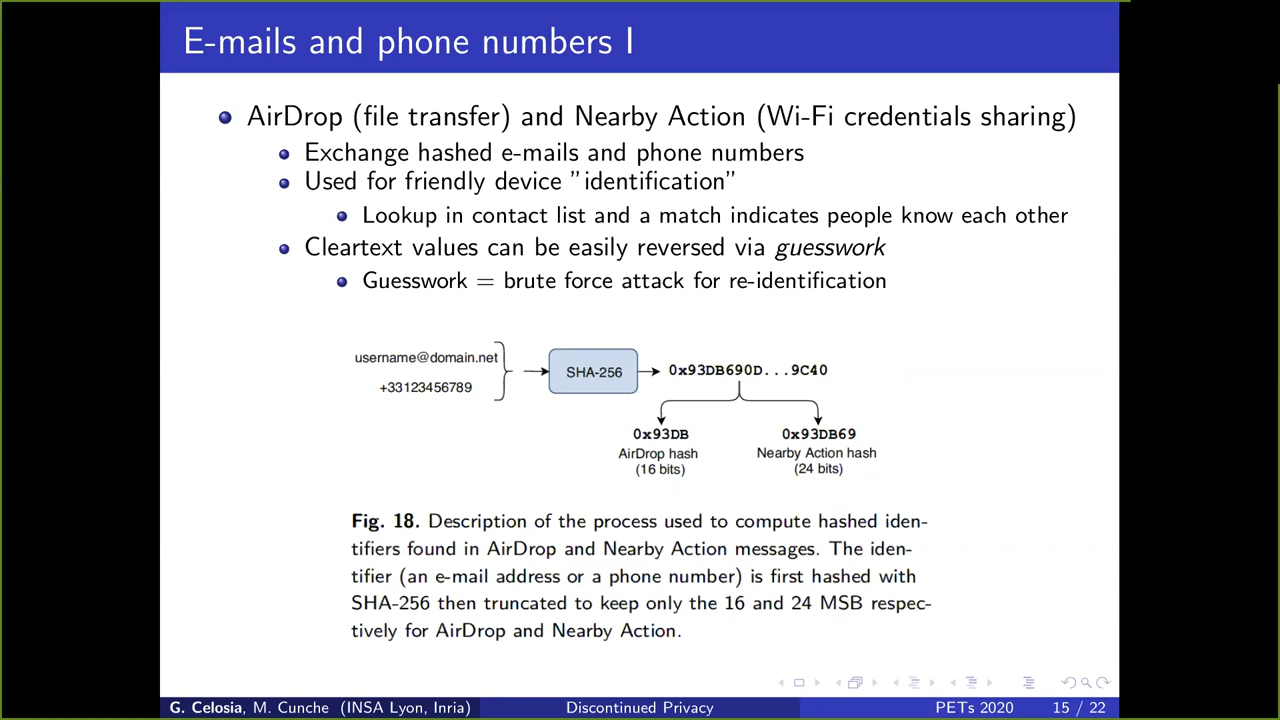 E-mails and phone numbers I
AirDrop (file transfer) and Nearby Action (Wi-Fi credentials sharing)
Exchange hashed e-mails and phone numbers
Used for friendly device ”identification”
Lookup in contact list and a match indicates people know each other
Cleartext values can be easily reversed via guesswork
Guesswork = brute force attack for re-identification
username@domain.net
+33123456789
SHA-256
0x93DB690D...9C40
0x93DB
AirDrop hash
(16 bits)
0x93DB69
Nearby Action hash
(24 bits)
Fig. 18. Description of the process used to compute hashed iden-
tifiers found in AirDrop and Nearby Action messages. The iden-
tifier (an e-mail address or a phone number) is first hashed with
SHA-256 then truncated to keep only the 16 and 24 MSB respec-
tively for AirDrop and Nearby Action.
G. Celosia, M. Cunche (INSA Lyon, Inria)
Discontinued Privacy
PETs 2020
15 / 22